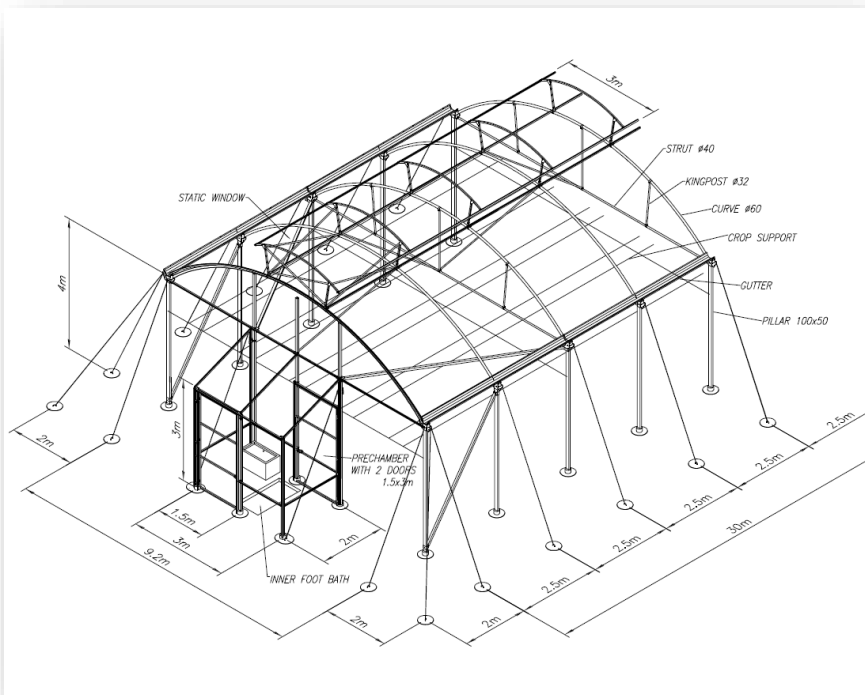 3m
STRUT ø40
KINGPOST ø32
STATIC WINDOW
CURVE ø60
CROP SUPPORT
4m
GUTTER
PILLAR 100x50
3m
2m
PRECHAMBER
WITH 2 DOORS
1.5x3m
1.5m
3m
2m
9.2m
INNER FOOT BATH
2m
2m
2.5m
2.5m
2.5m
2.5m
2.5m
30m